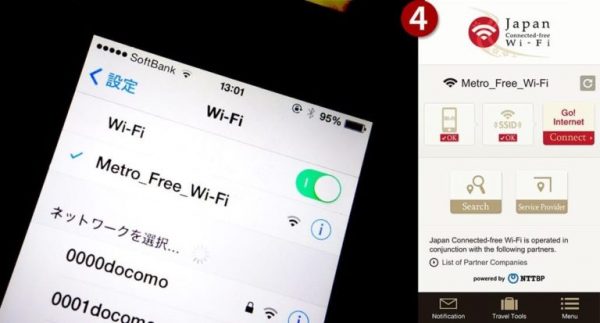 SoftBank
13:01
95%
設定
Wi-Fi
Wi-Fi
Metro_Free_Wi-Fi
ネットワークを選択...
0000docomo
0001docomo
4
Japan
Connected-free
Wi-Fi
Metro_Free_Wi-Fi
Wi-Fi
OK
SSID
OK
Go!
Internet
Connect
Search
Service Provider
Japan Connected-free Wi-Fi is operated in
conjunction with the following partners.
List of Partner Companies
powered by NTTBP
Notification
Travel Tools
Menu